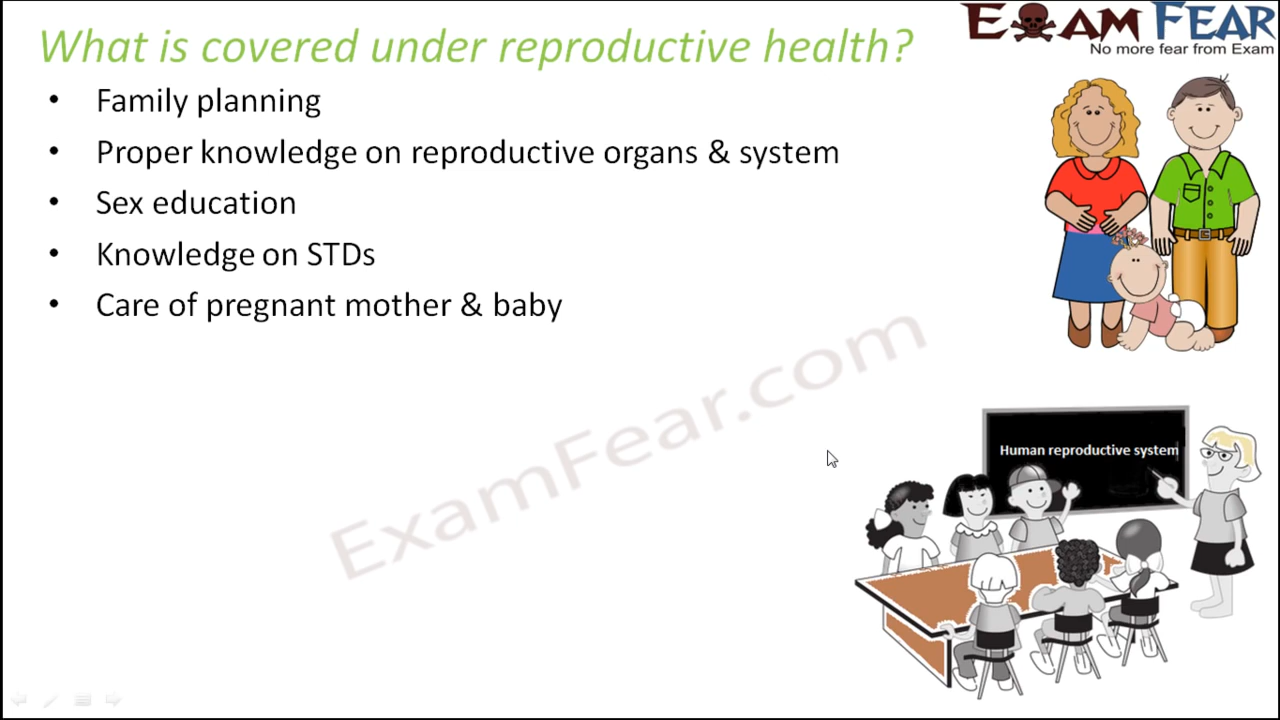 What is covered under reproductive health?
EXAM FEAR
No more fear from Exam
• Family planning
• Proper knowledge on reproductive organs & system
• Sex education
• Knowledge on STDs
• Care of pregnant mother & baby
ExamFear.com
Human reproductive system